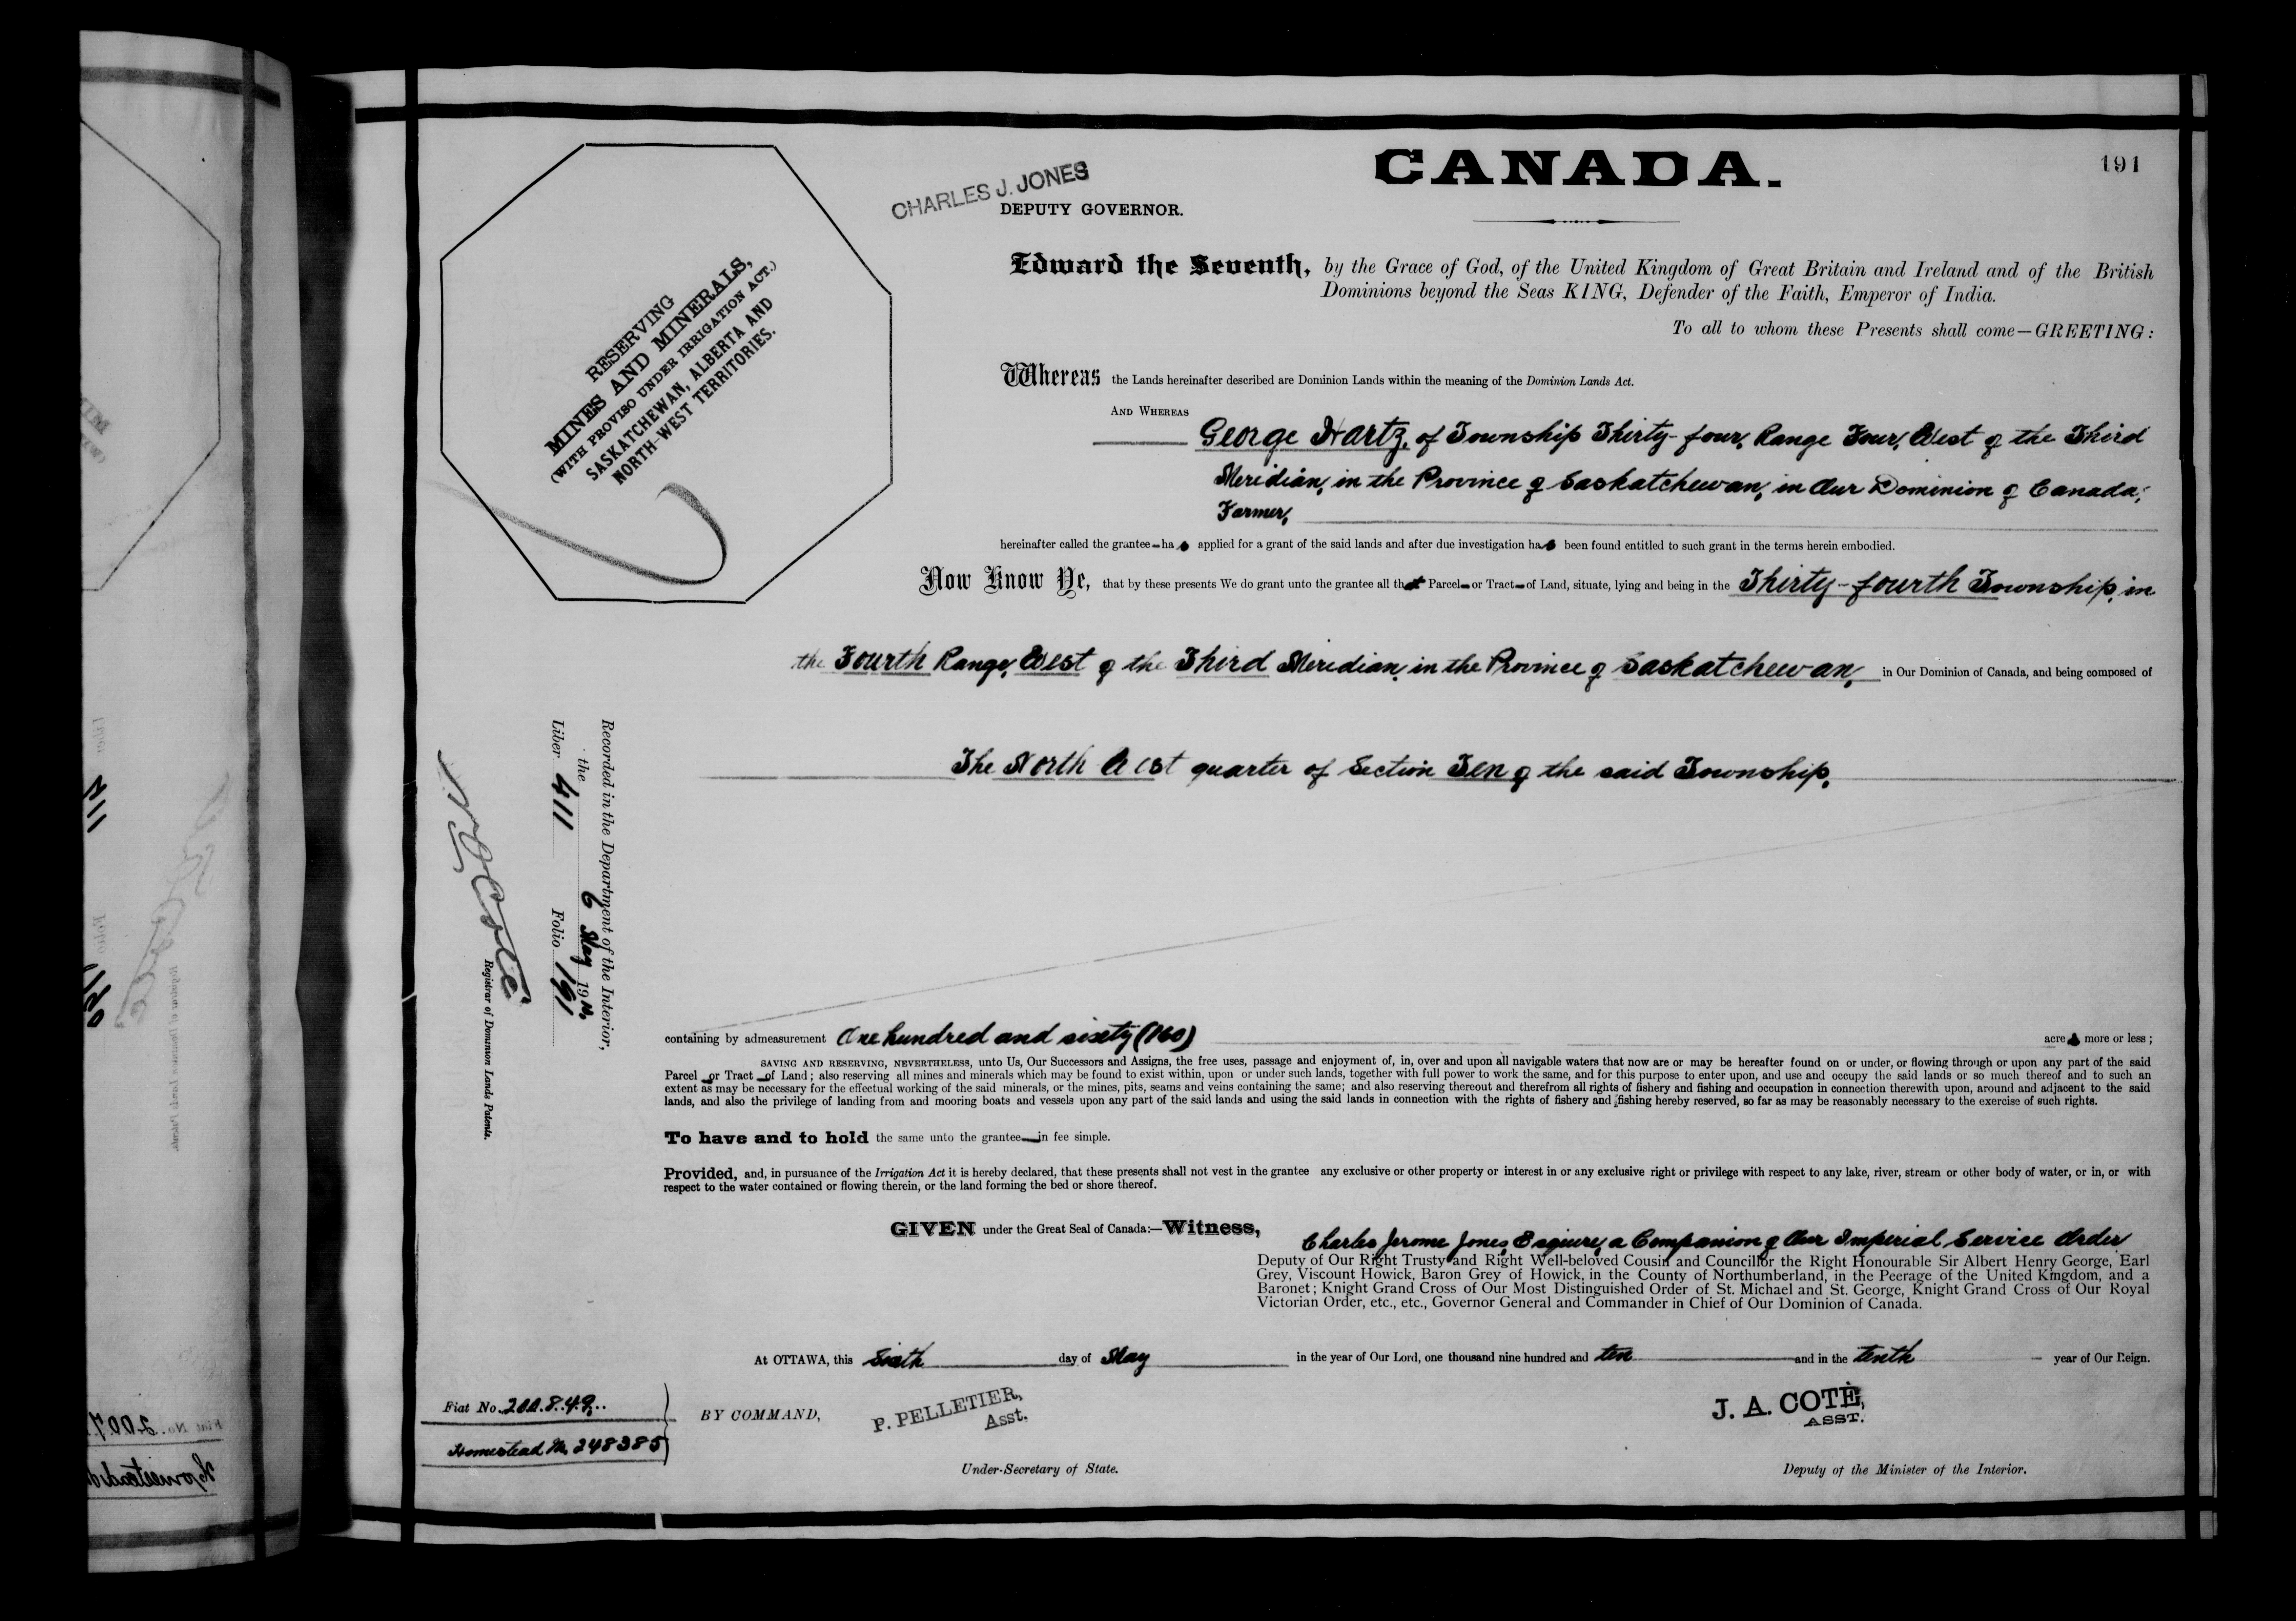 CANADA.
191
CHARLES J. JONES
DEPUTY GOVERNOR.
RESERVING
MINES AND MINERALS,
(WITH PROVISO UNDER IRRIGATION ACT.)
SASKATCHEWAN, ALBERTA AND
NORTH-WEST TERRITORIES.
Edward the Seventh, by the Grace of God, of the United Kingdom of Great Britain and Ireland and of the British
Dominions beyond the Seas KING, Defender of the Faith, Emperor of India.
To all to whom these Presents shall come—GREETING:
Whereas the Lands hereinafter described are Dominion Lands within the meaning of the Dominion Lands Act.
AND WHEREAS
George Hartz, of Township Thirty-four, Range Four, West of the Third
Meridian, in the Province of Saskatchewan, in Our Dominion of Canada,
Farmer,
hereinafter called the grantee has applied for a grant of the said lands and after due investigation has been found entitled to such grant in the terms herein embodied.
Now Know Ye, that by these presents We do grant unto the grantee all that Parcel or Tract of Land, situate, lying and being in the Thirty-fourth Township, in
the Fourth Range, West of the Third Meridian, in the Province of Saskatchewan, in Our Dominion of Canada, and being composed of
The North West quarter of Section Ten of the said Township.
Recorded in the Department of the Interior,
the 6 May 19
Liber 411 Folio 191
N O Coté
Registrar of Dominion Lands Patents.
containing by admeasurement One hundred and sixty (160) acres more or less;
SAVING AND RESERVING, NEVERTHELESS, unto Us, Our Successors and Assigns, the free uses, passage and enjoyment of, in, over and upon all navigable waters that now are or may be hereafter found on or under, or flowing through or upon any part of the said
Parcel or Tract of Land; also reserving all mines and minerals which may be found to exist within, upon or under such lands, together with full power to work the same, and for this purpose to enter upon, and use and occupy the said lands or so much thereof and to such an
extent as may be necessary for the effectual working of the said minerals, or the mines, pits, seams and veins containing the same; and also reserving thereout and therefrom all rights of fishery and fishing and occupation in connection therewith upon, around and adjacent to the said
lands, and also the privilege of landing from and mooring boats and vessels upon any part of the said lands and using the said lands in connection with the rights of fishery and fishing hereby reserved, so far as may be reasonably necessary to the exercise of such rights.
To have and to hold the same unto the grantee in fee simple.
Provided, and, in pursuance of the Irrigation Act it is hereby declared, that these presents shall not vest in the grantee any exclusive or other property or interest in or any exclusive right or privilege with respect to any lake, river, stream or other body of water, or in, or with
respect to the water contained or flowing therein, or the land forming the bed or shore thereof.
GIVEN under the Great Seal of Canada:—Witness,
Charles Jerome Jones, Esquire, a Companion of Our Imperial Service Order
Deputy of Our Right Trusty and Right Well-beloved Cousin and Councillor the Right Honourable Sir Albert Henry George, Earl
Grey, Viscount Howick, Baron Grey of Howick, in the County of Northumberland, in the Peerage of the United Kingdom, and a
Baronet; Knight Grand Cross of Our Most Distinguished Order of St. Michael and St. George, Knight Grand Cross of Our Royal
Victorian Order, etc., etc., Governor General and Commander in Chief of Our Dominion of Canada.
At OTTAWA, this Sixth day of May in the year of Our Lord, one thousand nine hundred and ten and in the tenth year of Our Reign.
Fiat No.
Homestead No. 248385
BY COMMAND,
P. PELLETIER,
Asst.
Under-Secretary of State.
J. A. COTÉ,
ASST.
Deputy of the Minister of the Interior.